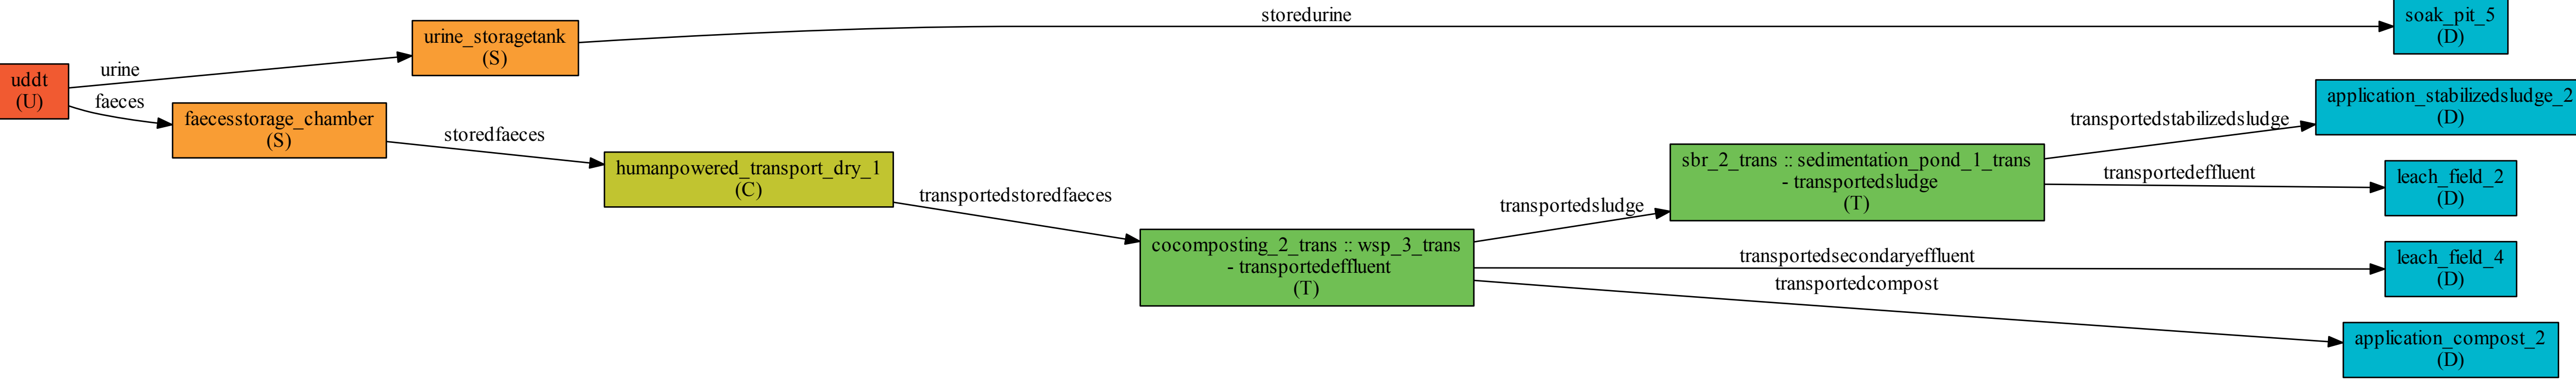 uddt
(U)
urine
faeces
urine_storagetank
(S)
faecesstorage_chamber
(S)
storedurine
storedfaeces
humanpowered_transport_dry_1
(C)
transportedstoredfaeces
cocomposting_2_trans :: wsp_3_trans
- transportedeffluent
(T)
transportedsludge
transportedsecondaryeffluent
transportedcompost
sbr_2_trans :: sedimentation_pond_1_trans
- transportedsludge
(T)
transportedstabilizedsludge
transportedeffluent
soak_pit_5
(D)
application_stabilizedsludge_2
(D)
leach_field_2
(D)
leach_field_4
(D)
application_compost_2
(D)